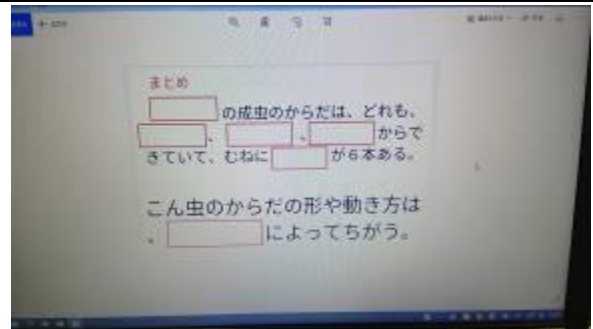 まとめ
の成虫のからだは、どれも、
、、からで
きていて、むねにが6本ある。
こん虫のからだの形や動き方は
、によってちがう。